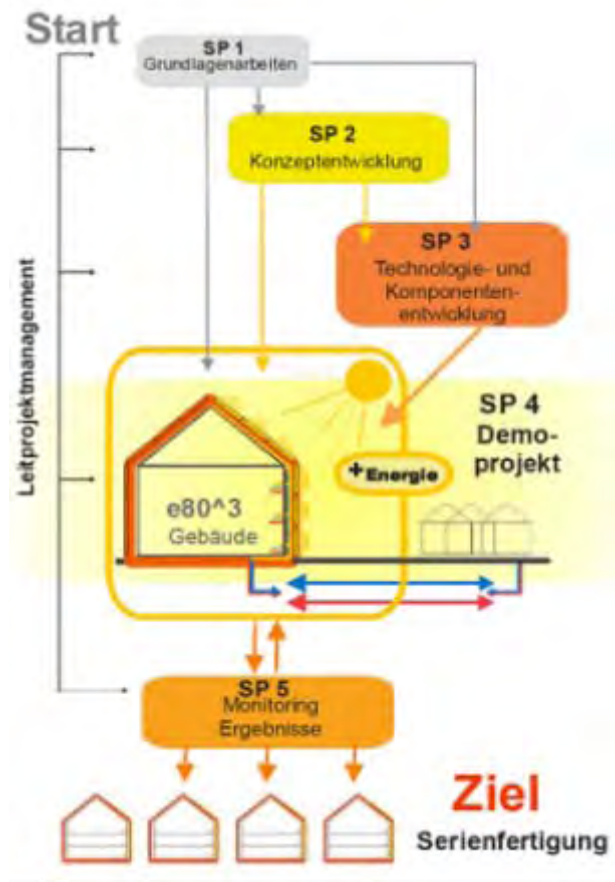 Start
SP 1
Grundlagenarbeiten
SP 2
Konzeptentwicklung
SP 3
Technologie- und
Komponenten-
entwicklung
Leitprojektmanagement
SP 4
Demo-
projekt
+Energie
e80^3
Gebäude
SP 5
Monitoring
Ergebnisse
Ziel
Serienfertigung